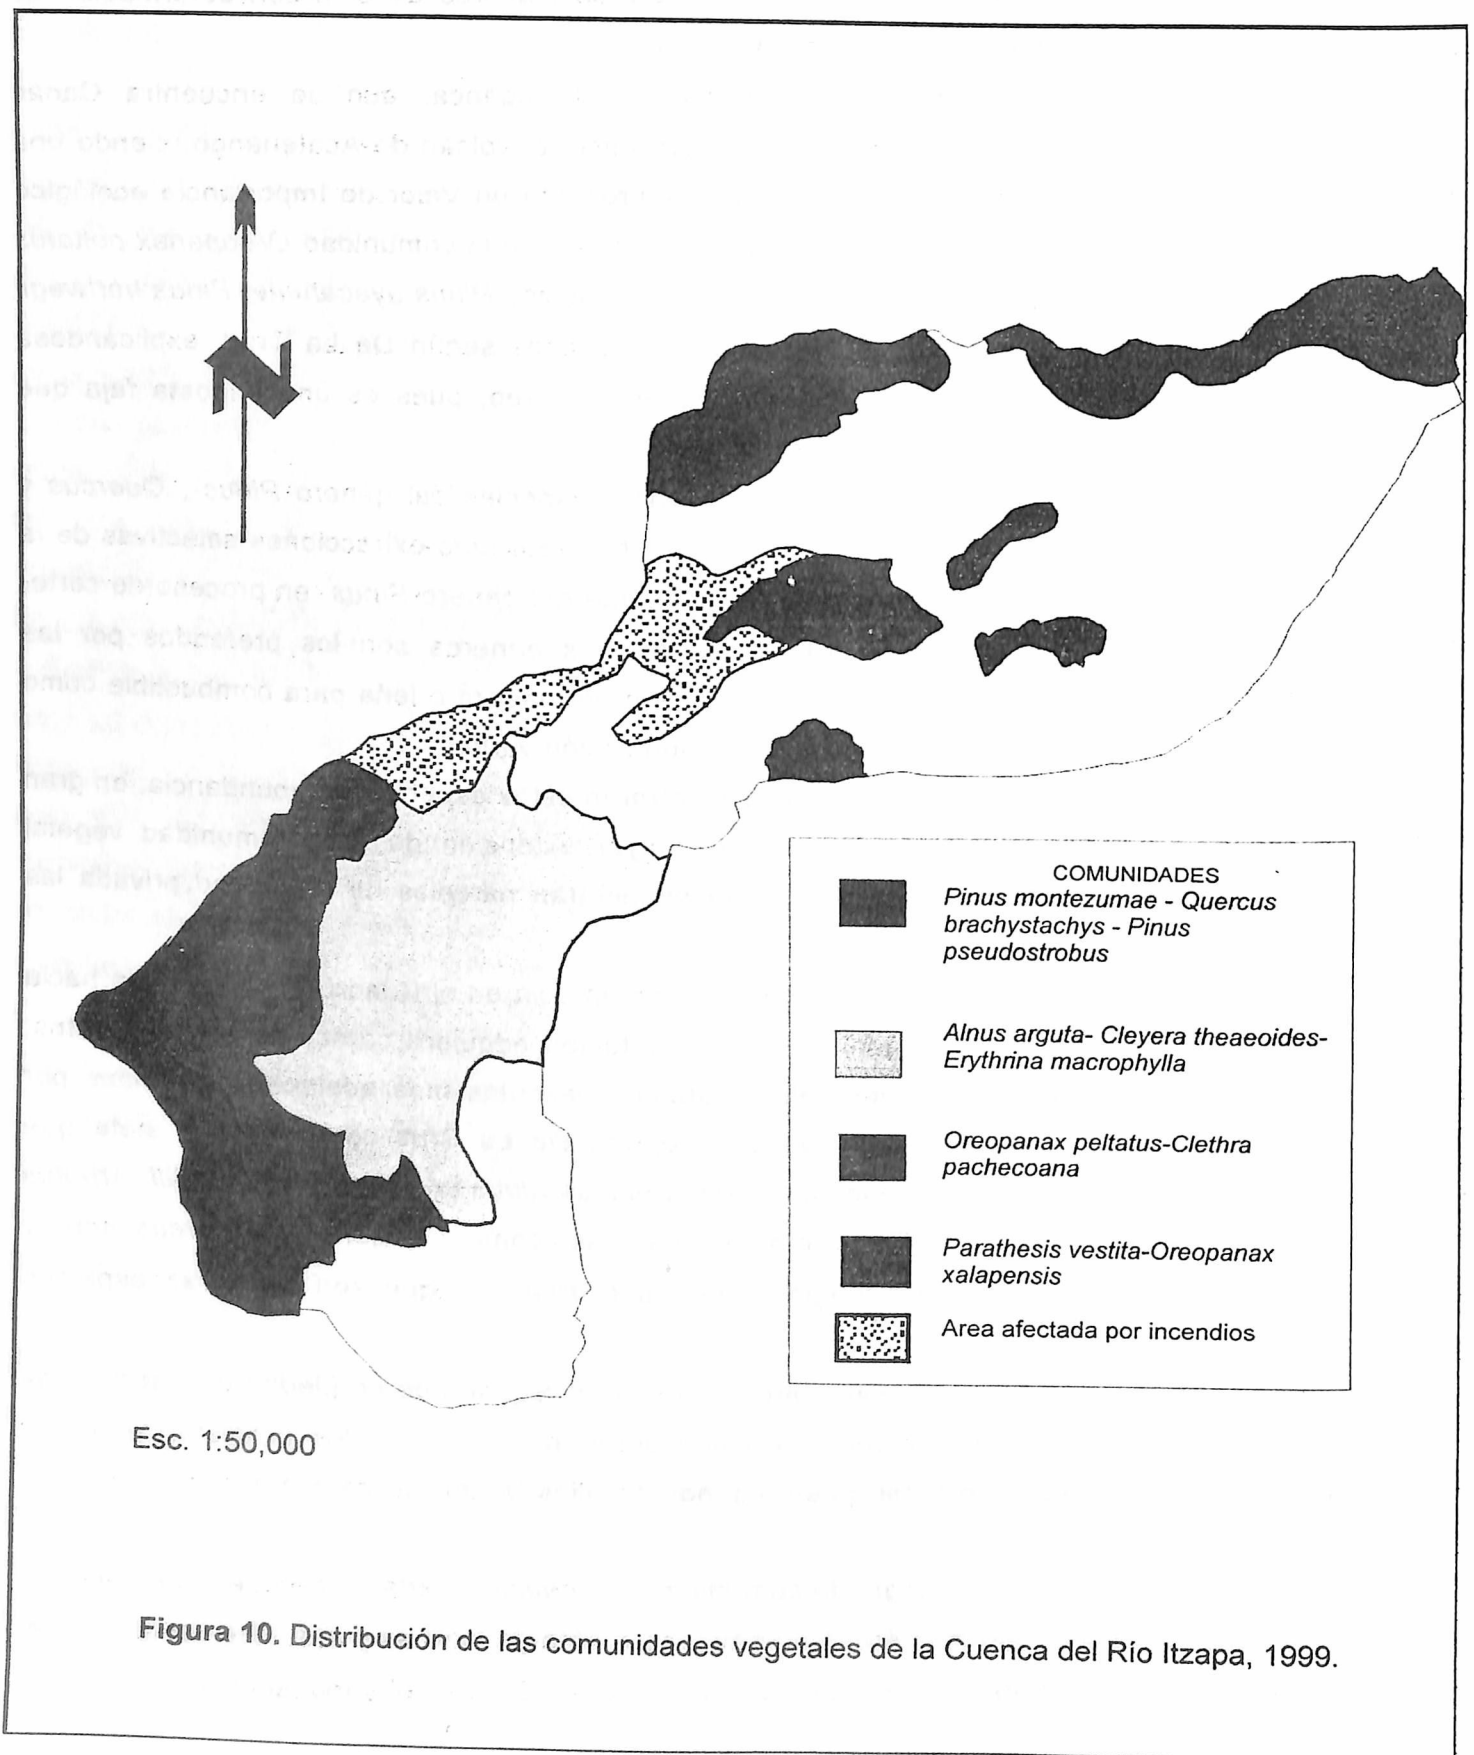 N
COMUNIDADES
Pinus montezumae - Quercus
brachystachys - Pinus
pseudostrobus
Alnus arguta- Cleyera theaeoides-
Erythrina macrophylla
Oreopanax peltatus-Clethra
pachecoana
Parathesis vestita-Oreopanax
xalapensis
Area afectada por incendios
Esc. 1:50,000
Figura 10. Distribución de las comunidades vegetales de la Cuenca del Río Itzapa, 1999.